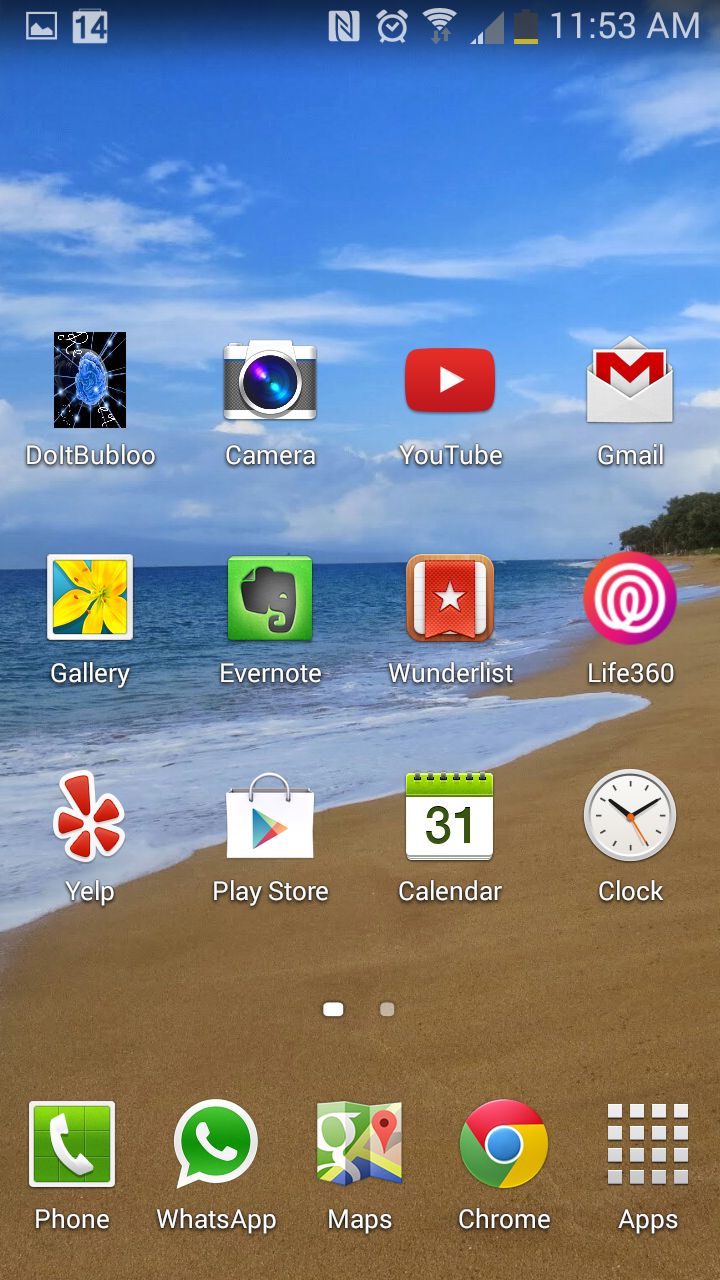 14 11:53 AM
DoItBubloo Camera YouTube Gmail
Gallery Evernote Wunderlist Life360
31
Yelp Play Store Calendar Clock
Phone WhatsApp Maps Chrome Apps